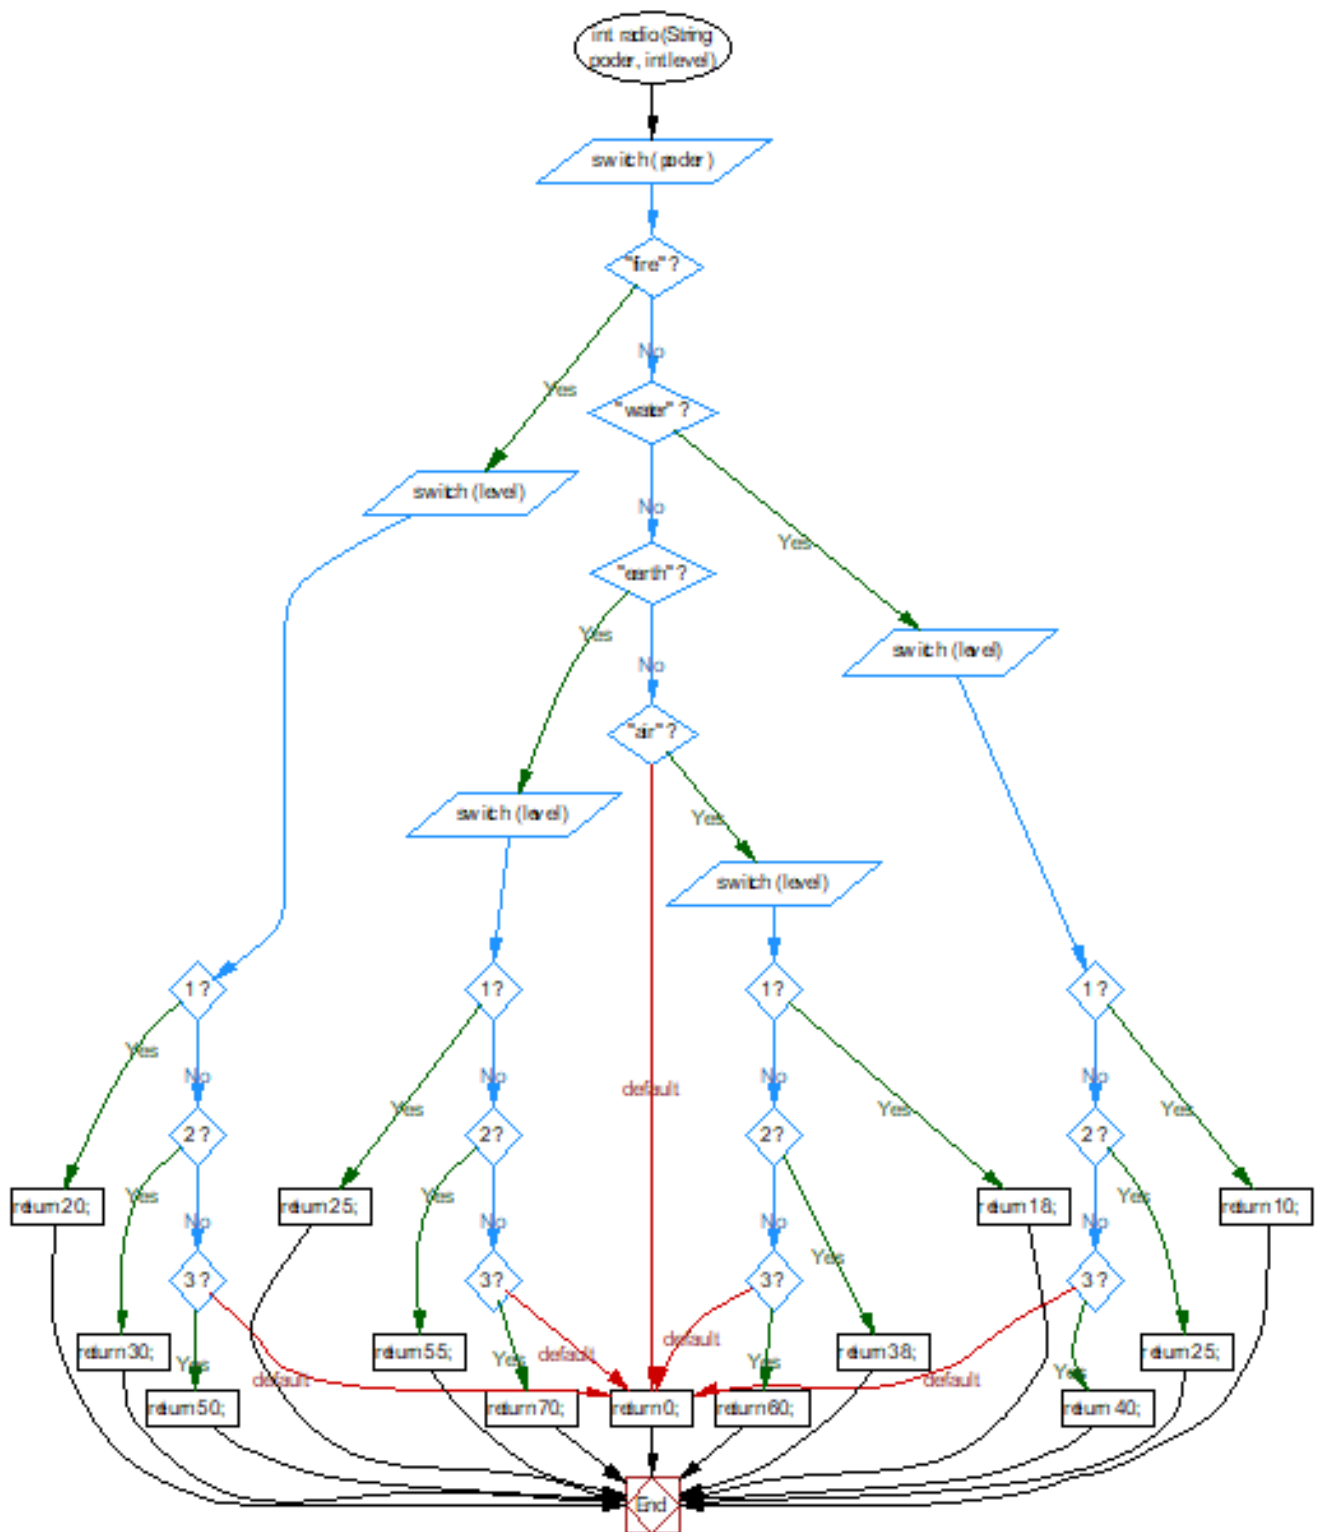 int radio(String
poder, int level)
switch (poder)
"fire" ?
No
Yes
"water" ?
switch (level)
No
Yes
"earth" ?
Yes
switch (level)
No
"air" ?
switch (level)
Yes
switch (level)
1 ?
1 ?
1 ?
1 ?
Yes
No
No
default
No
No
Yes
Yes
Yes
2 ?
2 ?
2 ?
2 ?
Yes
Yes
Yes
return 20;
return 25;
return 18;
return 10;
No
No
No
No
Yes
3 ?
3 ?
3 ?
3 ?
return 30;
return 55;
default
default
return 38;
return 25;
Yes
default
Yes
Yes
default
Yes
return 50;
return 70;
return 0;
return 60;
return 40;
End